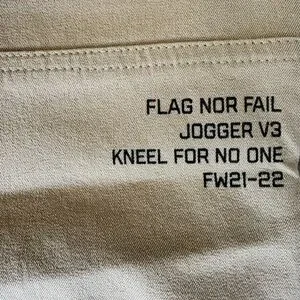 FLAG NOR FAIL
JOGGER V3
KNEEL FOR NO ONE
FW21-22